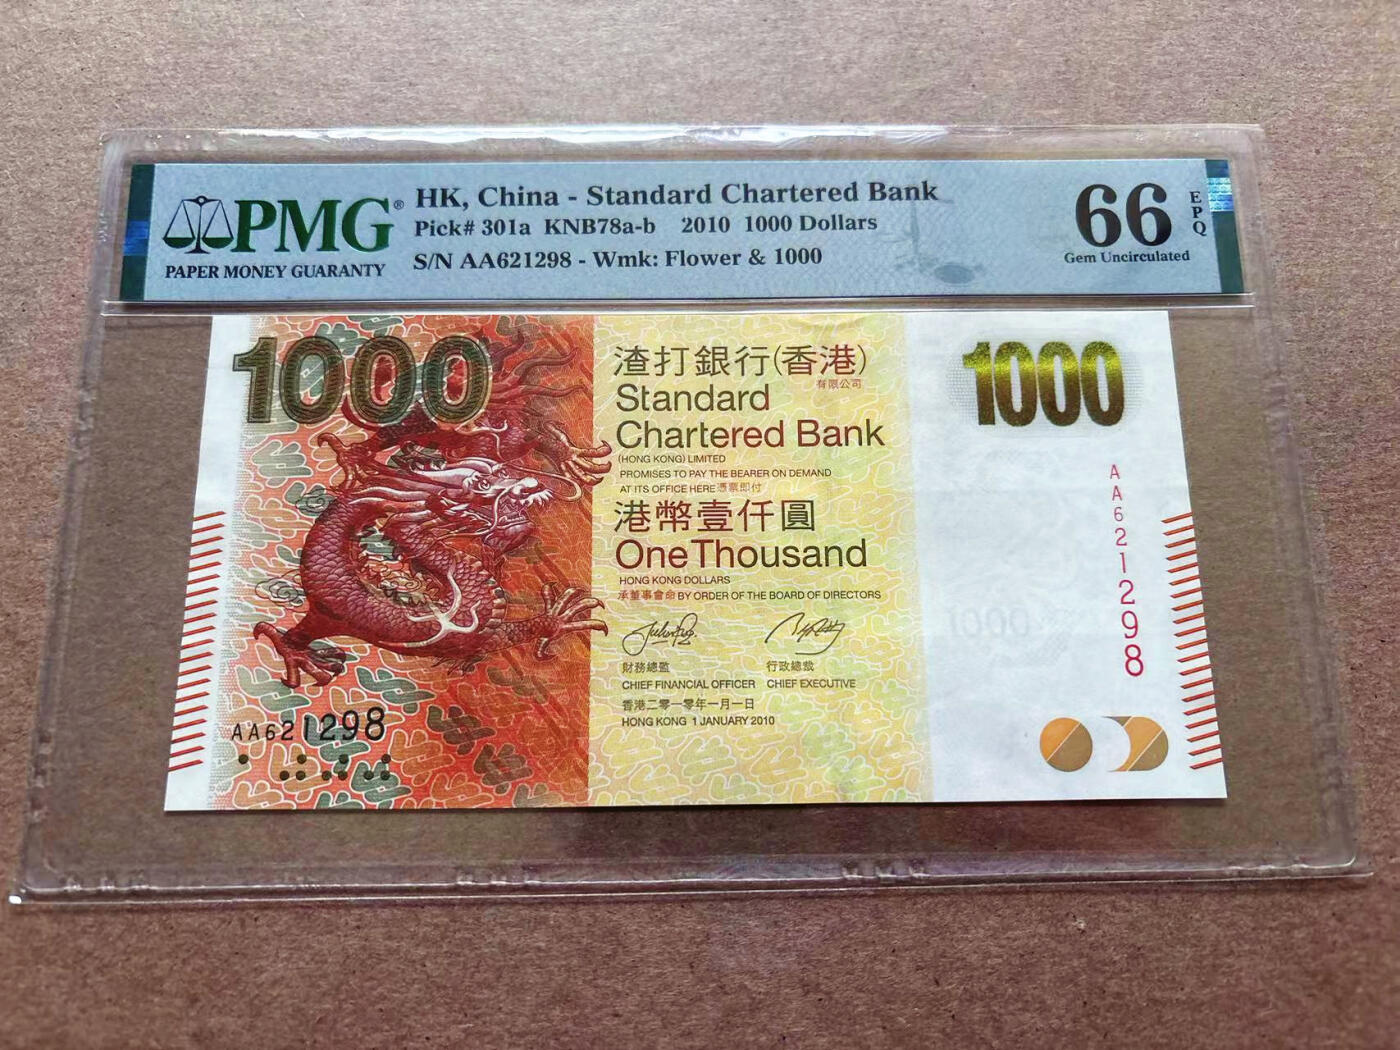 PMG®
PAPER MONEY GUARANTY
HK, China - Standard Chartered Bank
Pick# 301a KNB78a-b 2010 1000 Dollars
S/N AA621298 - Wmk: Flower & 1000
66
EPQ
Gem Uncirculated
1000
渣打銀行(香港)
有限公司
Standard
Chartered Bank
(HONG KONG) LIMITED
PROMISES TO PAY THE BEARER ON DEMAND
AT ITS OFFICE HERE 憑票即付
港幣壹仟圓
One Thousand
HONG KONG DOLLARS
承董事會命 BY ORDER OF THE BOARD OF DIRECTORS
財務總監 行政總裁
CHIEF FINANCIAL OFFICER CHIEF EXECUTIVE
香港二零一零年一月一日
HONG KONG 1 JANUARY 2010
AA621298
1000
AA621298